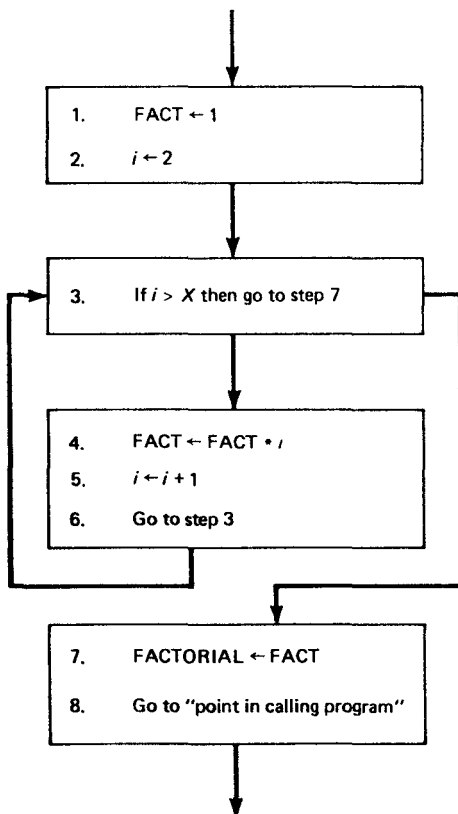 1. FACT ← 1
2. i ← 2
3. If i > X then go to step 7
4. FACT ← FACT * i
5. i ← i + 1
6. Go to step 3
7. FACTORIAL ← FACT
8. Go to "point in calling program"